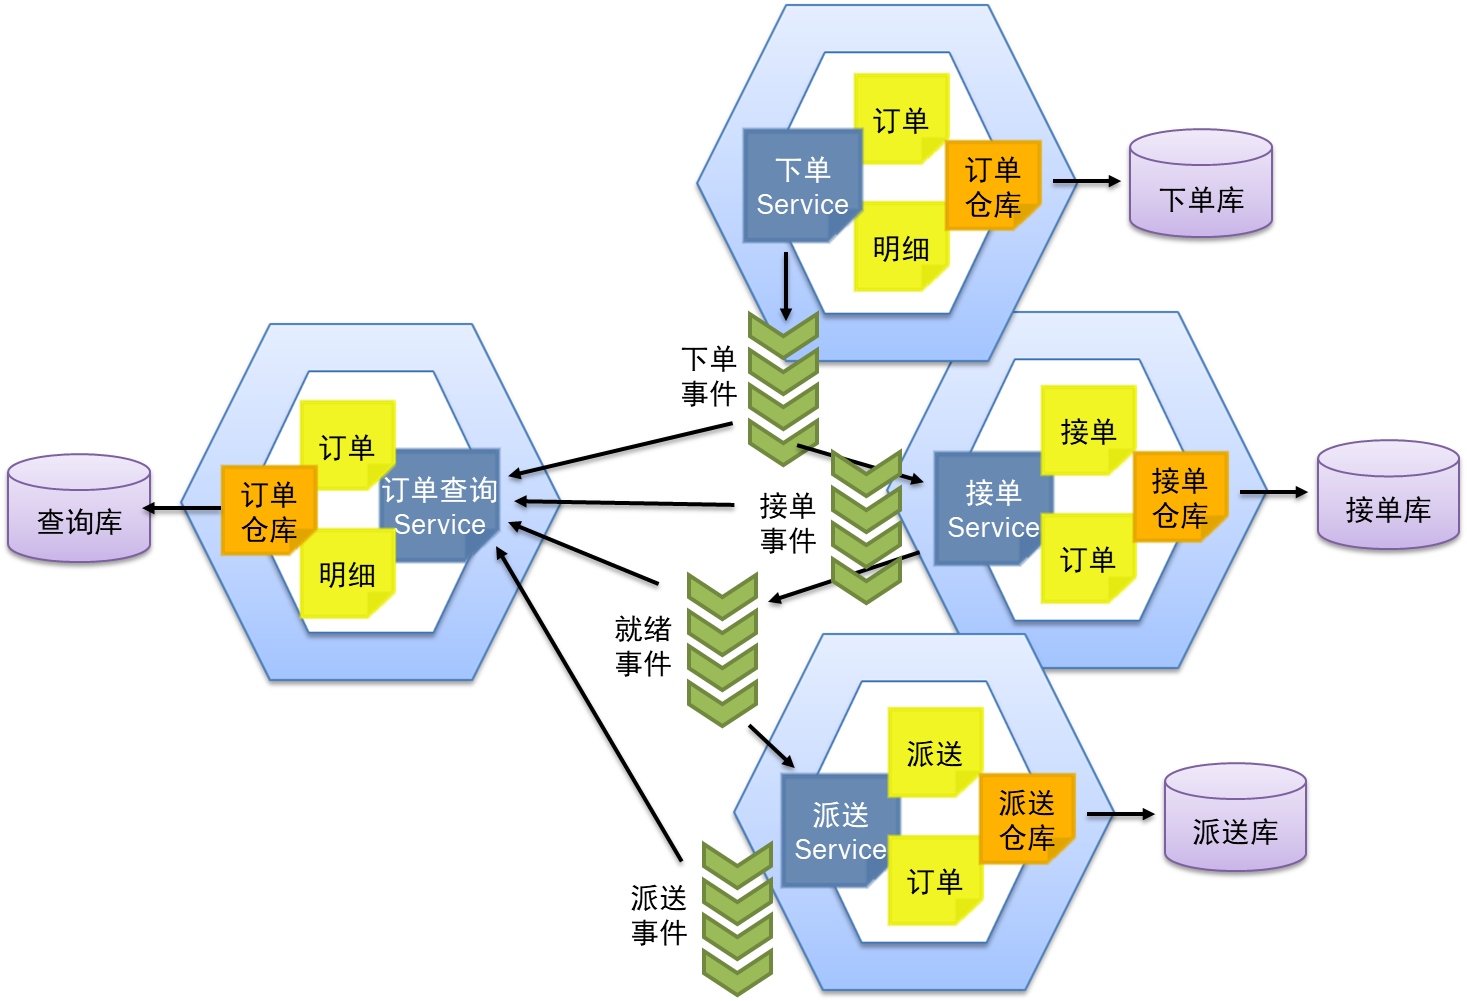 订单
下单
Service
订单
仓库
明细
下单库
下单
事件
接单
接单
Service
接单
仓库
订单
接单库
订单
订单查询
Service
订单
仓库
明细
查询库
接单
事件
就绪
事件
派送
派送
Service
派送
仓库
订单
派送库
派送
事件